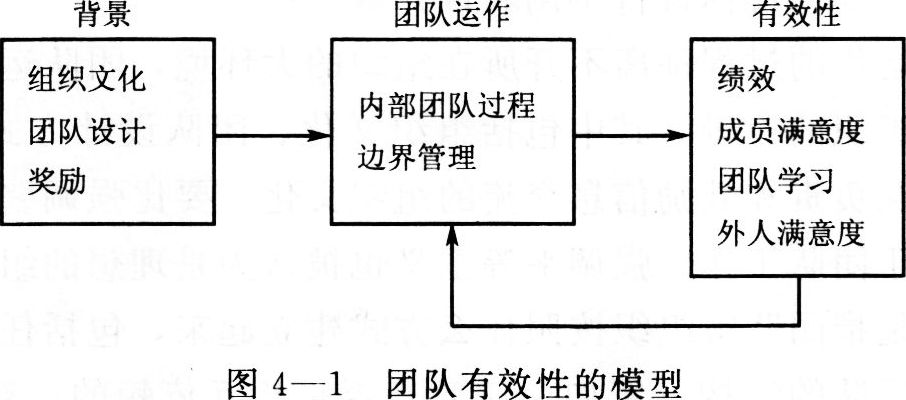 背景
团队运作
有效性
组织文化
团队设计
奖励
内部团队过程
边界管理
绩效
成员满意度
团队学习
外人满意度
图 4—1 团队有效性的模型